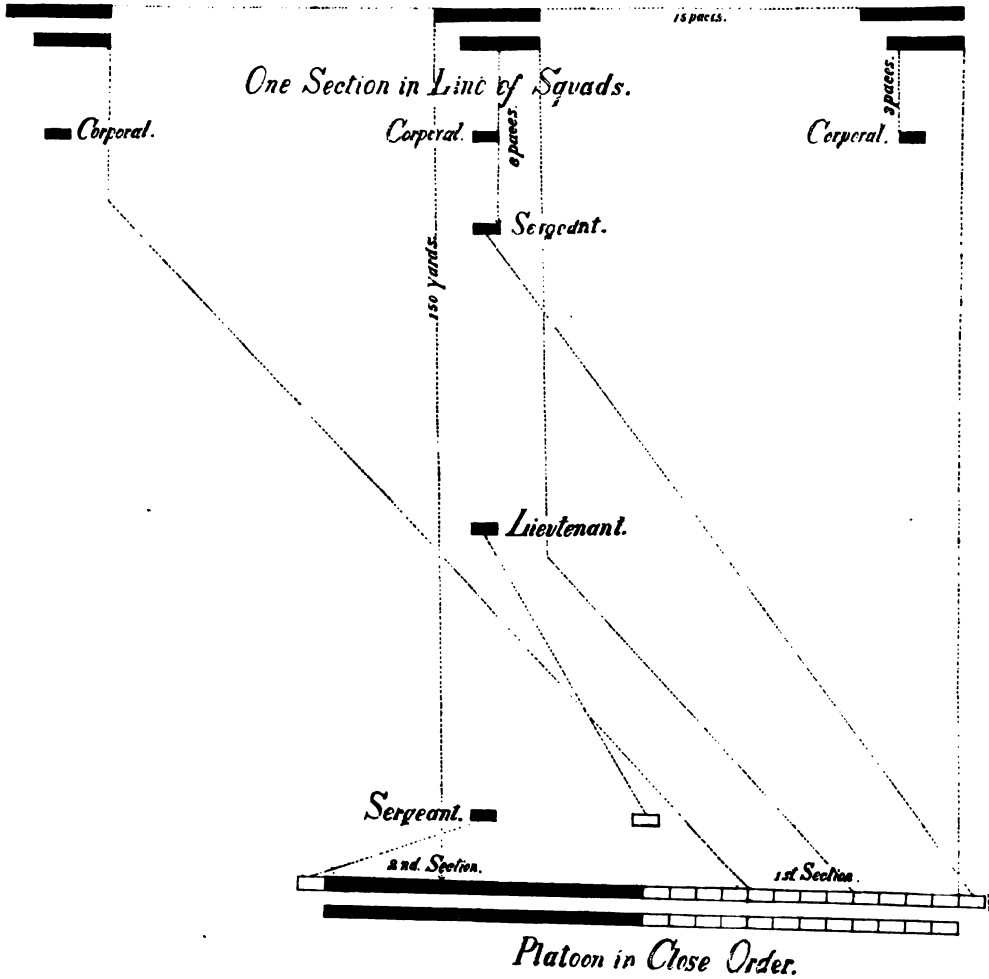 15 paces.
One Section in Line of Squads.
3 paces.
Corporal.
Corporal.
Corporal.
6 paces.
Sergeant.
150 yards.
Lieutenant.
Sergeant.
2nd. Section.
1st Section.
Platoon in Close Order.